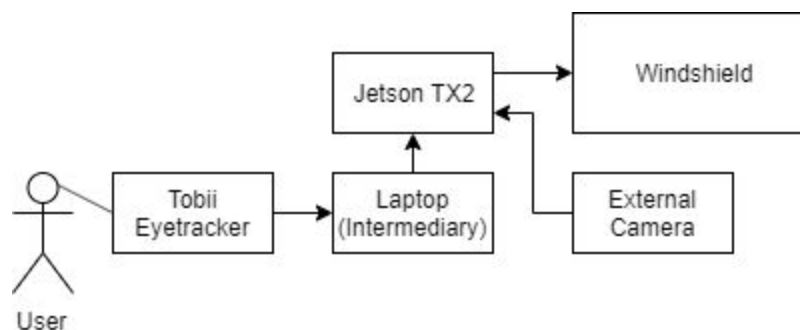 Windshield
Jetson TX2
Tobii
Eyetracker
Laptop
(Intermediary)
External
Camera
User